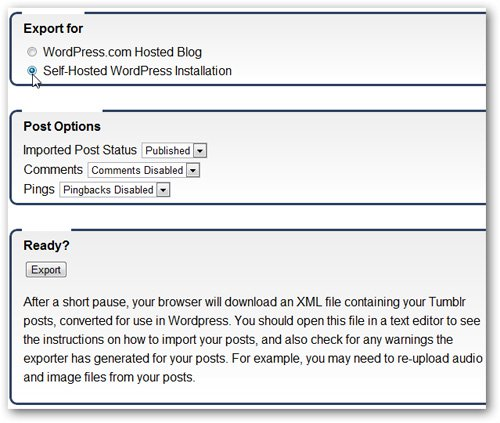 Export for
WordPress.com Hosted Blog
Self-Hosted WordPress Installation
Post Options
Imported Post Status Published
Comments Comments Disabled
Pings Pingbacks Disabled
Ready?
Export
After a short pause, your browser will download an XML file containing your Tumblr
posts, converted for use in Wordpress. You should open this file in a text editor to see
the instructions on how to import your posts, and also check for any warnings the
exporter has generated for your posts. For example, you may need to re-upload audio
and image files from your posts.